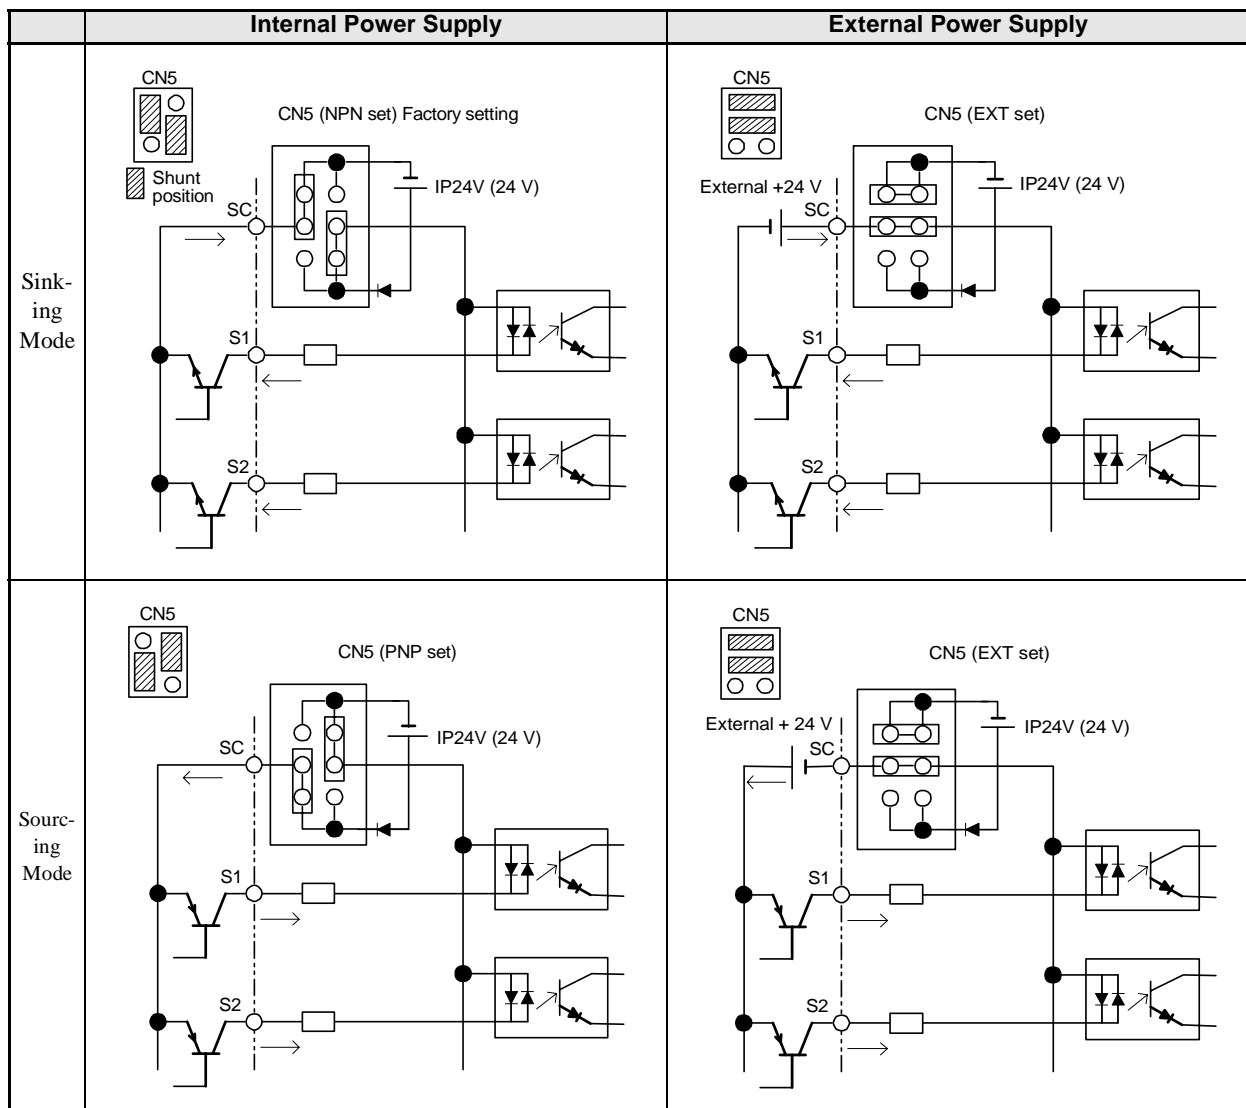 Internal Power Supply
External Power Supply
Sink-
ing
Mode
CN5
CN5 (NPN set) Factory setting
Shunt
position
IP24V (24 V)
SC
S1
S2
CN5
CN5 (EXT set)
External +24 V
IP24V (24 V)
SC
S1
S2
Sourc-
ing
Mode
CN5
CN5 (PNP set)
IP24V (24 V)
SC
S1
S2
CN5
CN5 (EXT set)
External + 24 V
IP24V (24 V)
SC
S1
S2